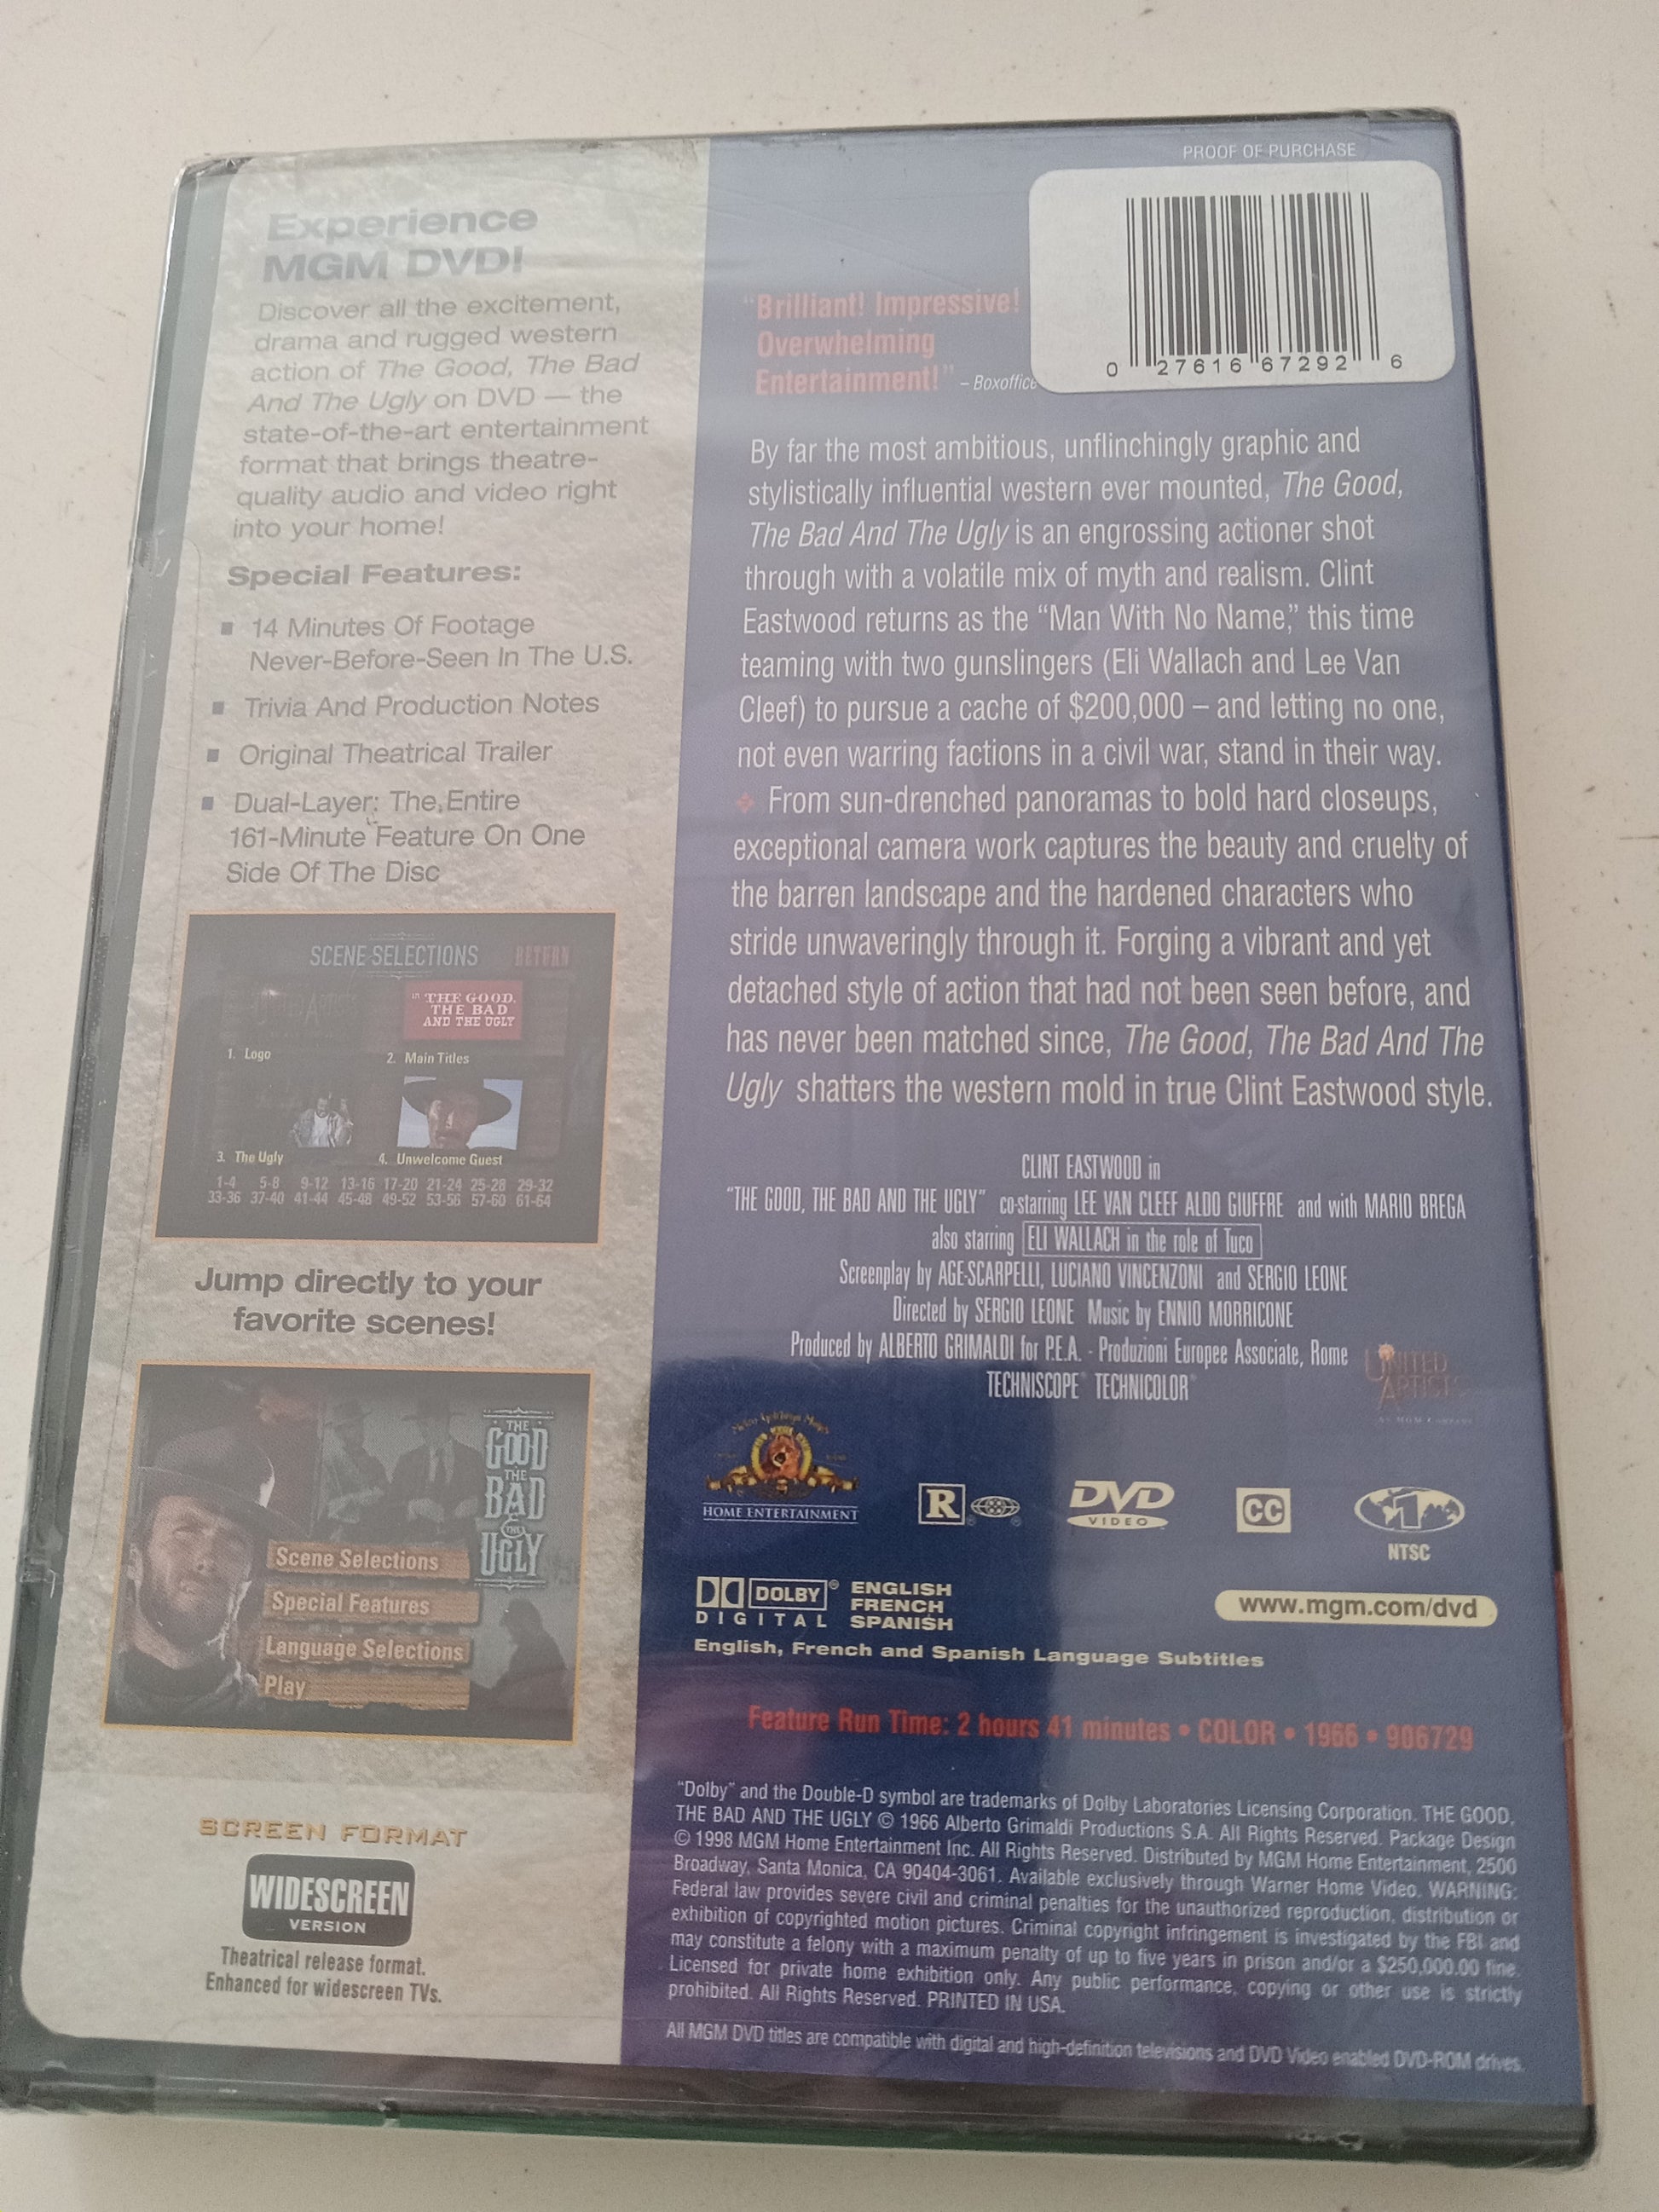 Experience
MGM DVD!
Discover all the excitement,
drama and rugged western
action of The Good, The Bad
And The Ugly on DVD — the
state-of-the-art entertainment
format that brings theatre-
quality audio and video right
into your home!
Special Features:
■ 14 Minutes Of Footage
Never-Before-Seen In The U.S.
■ Trivia And Production Notes
■ Original Theatrical Trailer
■ Dual-Layer: The Entire
161-Minute Feature On One
Side Of The Disc
SCENE SELECTIONS RETURN
THE GOOD,
THE BAD
AND THE UGLY
1. Logo 2. Main Titles
3. The Ugly 4. Unwelcome Guest
1-4 5-8 9-12 13-16 17-20 21-24 25-28 29-32
33-36 37-40 41-44 45-48 49-52 53-56 57-60 61-64
Jump directly to your
favorite scenes!
THE
GOOD
THE
BAD
& THE
UGLY
Scene Selections
Special Features
Language Selections
Play
SCREEN FORMAT
WIDESCREEN
VERSION
Theatrical release format.
Enhanced for widescreen TVs.
PROOF OF PURCHASE
0 27616 67292 6
“Brilliant! Impressive!
Overwhelming
Entertainment!” – Boxoffice
By far the most ambitious, unflinchingly graphic and
stylistically influential western ever mounted, The Good,
The Bad And The Ugly is an engrossing actioner shot
through with a volatile mix of myth and realism. Clint
Eastwood returns as the “Man With No Name,” this time
teaming with two gunslingers (Eli Wallach and Lee Van
Cleef) to pursue a cache of $200,000 – and letting no one,
not even warring factions in a civil war, stand in their way.
❖ From sun-drenched panoramas to bold hard closeups,
exceptional camera work captures the beauty and cruelty of
the barren landscape and the hardened characters who
stride unwaveringly through it. Forging a vibrant and yet
detached style of action that had not been seen before, and
has never been matched since, The Good, The Bad And The
Ugly shatters the western mold in true Clint Eastwood style.
CLINT EASTWOOD in
“THE GOOD, THE BAD AND THE UGLY” co-starring LEE VAN CLEEF ALDO GIUFFRE and with MARIO BREGA
also starring ELI WALLACH in the role of Tuco
Screenplay by AGE-SCARPELLI, LUCIANO VINCENZONI and SERGIO LEONE
Directed by SERGIO LEONE Music by ENNIO MORRICONE
Produced by ALBERTO GRIMALDI for P.E.A. - Produzioni Europee Associate, Rome
TECHNISCOPE® TECHNICOLOR®
UNITED
ARTISTS
AN MGM COMPANY
HOME ENTERTAINMENT
R
DVD
VIDEO
CC
1
NTSC
DOLBY®
DIGITAL
ENGLISH
FRENCH
SPANISH
www.mgm.com/dvd
English, French and Spanish Language Subtitles
Feature Run Time: 2 hours 41 minutes • COLOR • 1966 • 906729
“Dolby” and the Double-D symbol are trademarks of Dolby Laboratories Licensing Corporation. THE GOOD,
THE BAD AND THE UGLY © 1966 Alberto Grimaldi Productions S.A. All Rights Reserved. Package Design
© 1998 MGM Home Entertainment Inc. All Rights Reserved. Distributed by MGM Home Entertainment, 2500
Broadway, Santa Monica, CA 90404-3061. Available exclusively through Warner Home Video. WARNING:
Federal law provides severe civil and criminal penalties for the unauthorized reproduction, distribution or
exhibition of copyrighted motion pictures. Criminal copyright infringement is investigated by the FBI and
may constitute a felony with a maximum penalty of up to five years in prison and/or a $250,000.00 fine.
Licensed for private home exhibition only. Any public performance, copying or other use is strictly
prohibited. All Rights Reserved. PRINTED IN USA.
All MGM DVD titles are compatible with digital and high-definition televisions and DVD Video enabled DVD-ROM drives.